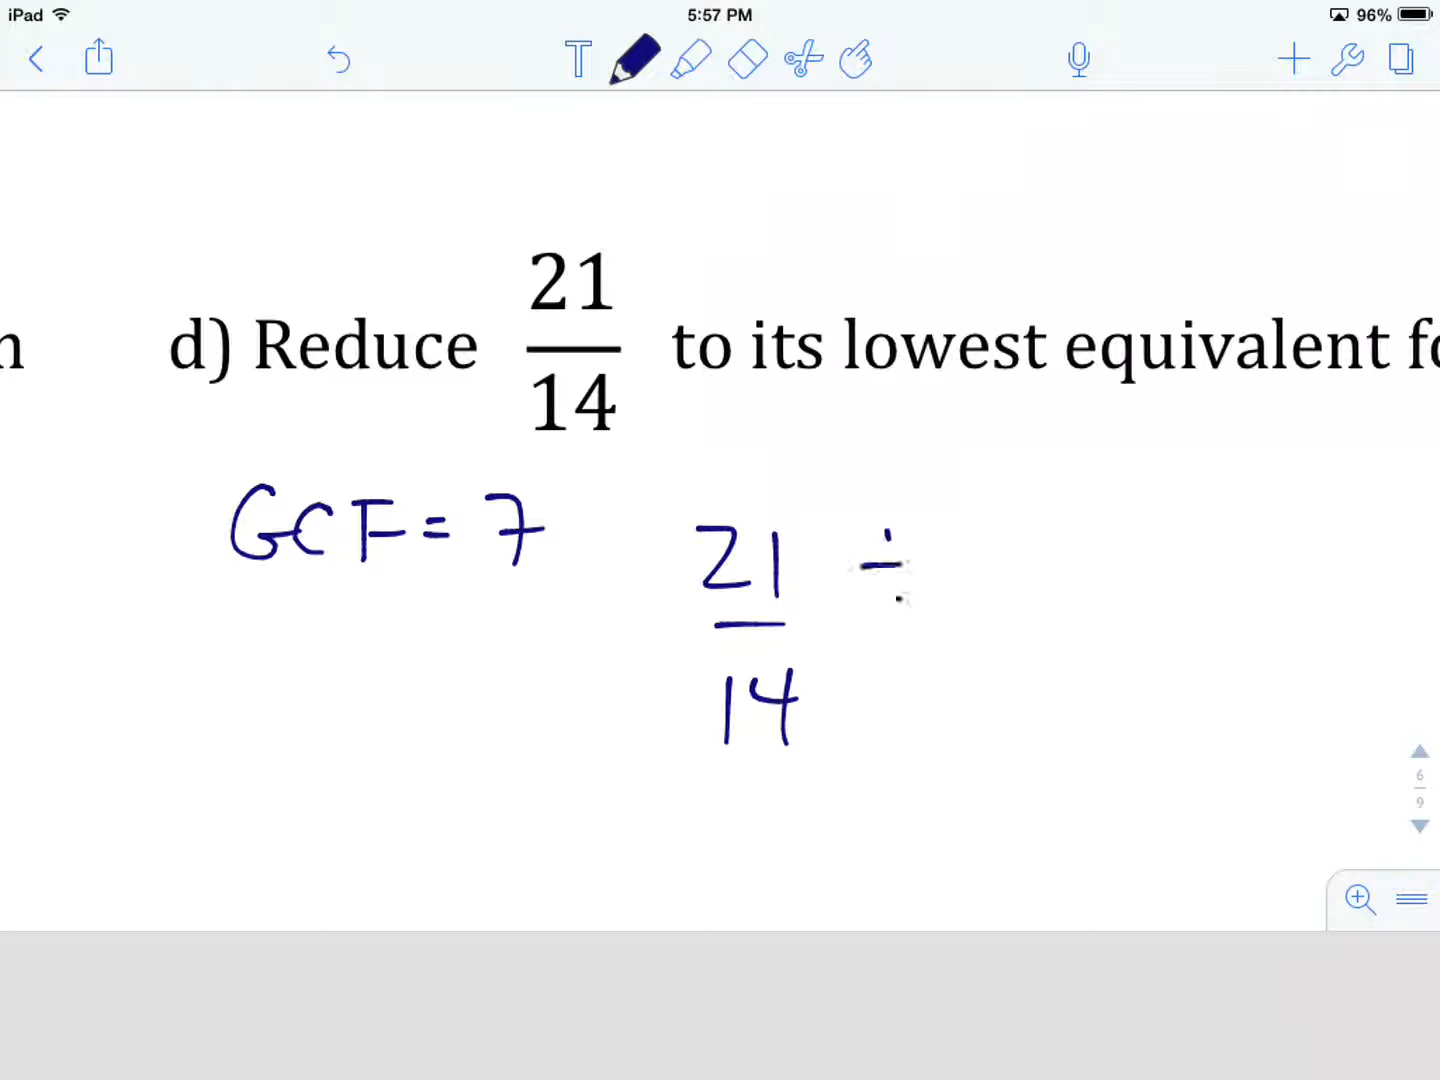 iPad 5:57 PM 96%
T
n d) Reduce 21/14 to its lowest equivalent fo
GCF = 7
21 ÷
14
6
9